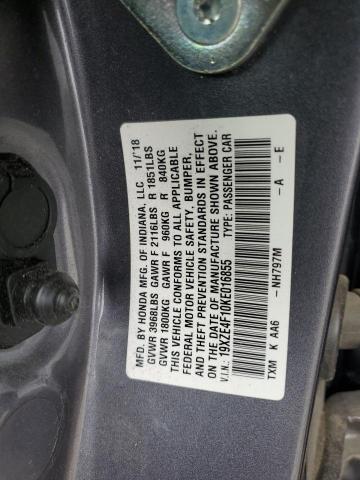 MFD. BY HONDA MFG. OF INDIANA, LLC 11/'18
GVWR 3968LBS GAWR F 2116LBS R 1851LBS
GVWR 1800KG GAWR F 960KG R 840KG
THIS VEHICLE CONFORMS TO ALL APPLICABLE
FEDERAL MOTOR VEHICLE SAFETY, BUMPER,
AND THEFT PREVENTION STANDARDS IN EFFECT
ON THE DATE OF MANUFACTURE SHOWN ABOVE.
V.I.N.: 19XZE4F10KE016855 TYPE: PASSENGER CAR
-NH797M -A -E
TXM K AA6